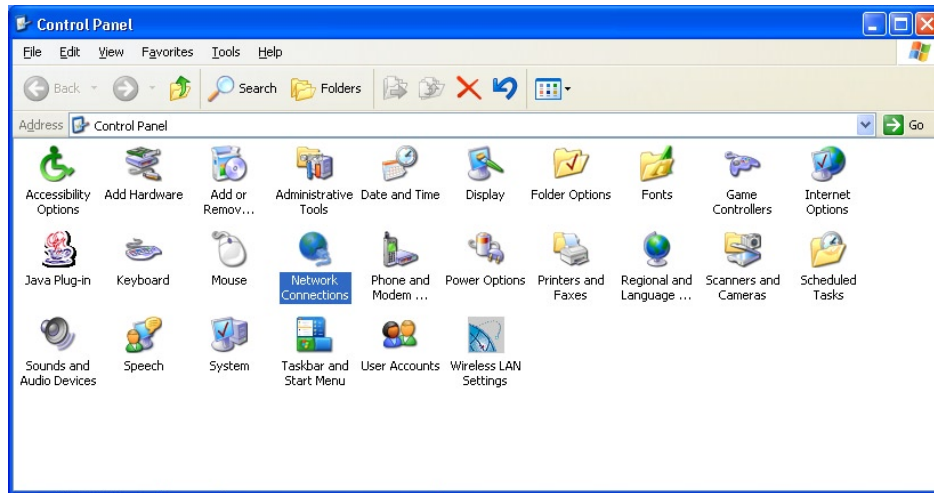 Control Panel
File Edit View Favorites Tools Help
Back Search Folders
Address Control Panel Go
Accessibility Options
Add Hardware
Add or Remov...
Administrative Tools
Date and Time
Display
Folder Options
Fonts
Game Controllers
Internet Options
Java Plug-in
Keyboard
Mouse
Network Connections
Phone and Modem ...
Power Options
Printers and Faxes
Regional and Language ...
Scanners and Cameras
Scheduled Tasks
Sounds and Audio Devices
Speech
System
Taskbar and Start Menu
User Accounts
Wireless LAN Settings